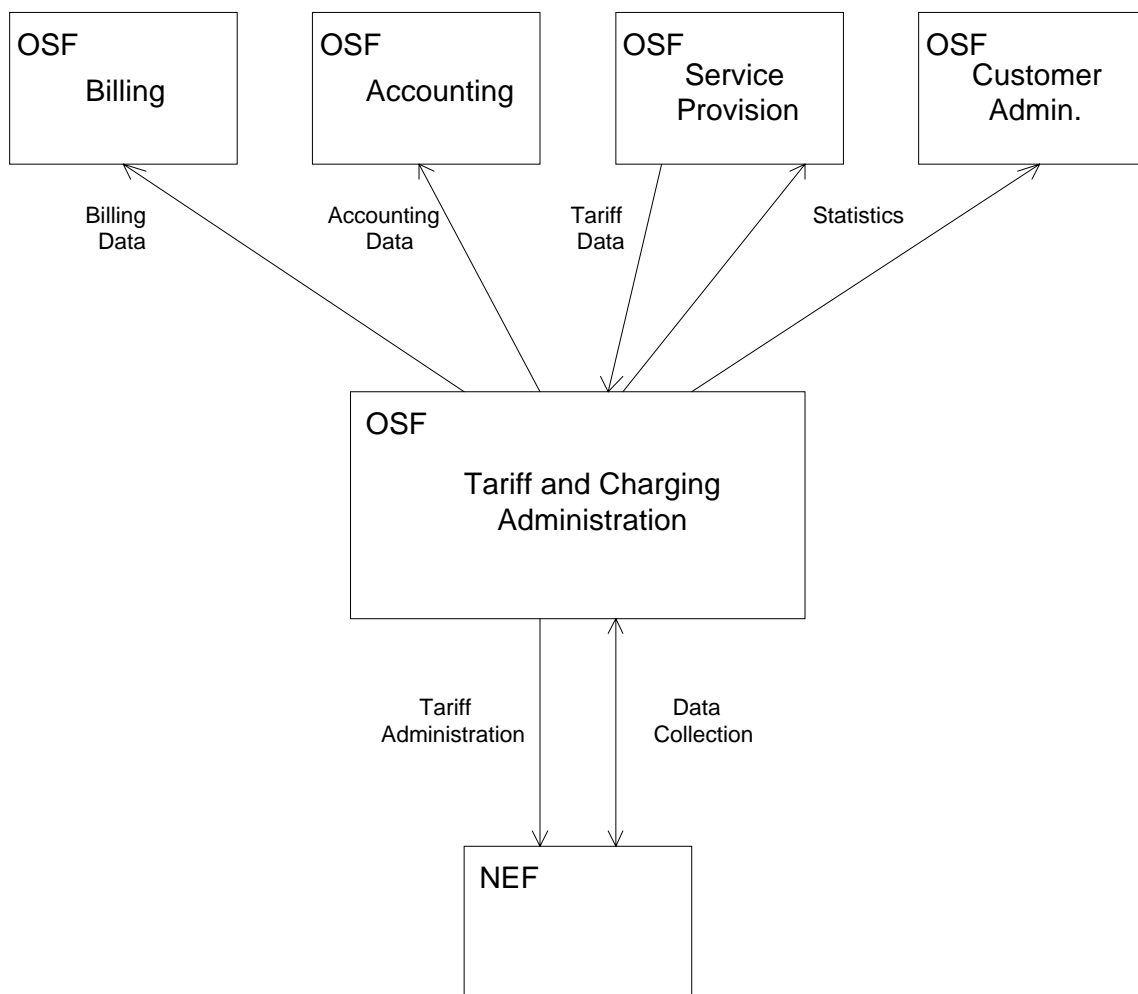 OSF
Billing
OSF
Accounting
OSF
Service
Provision
OSF
Customer
Admin.
Billing
Data
Accounting
Data
Tariff
Data
Statistics
OSF
Tariff and Charging
Administration
Tariff
Administration
Data
Collection
NEF